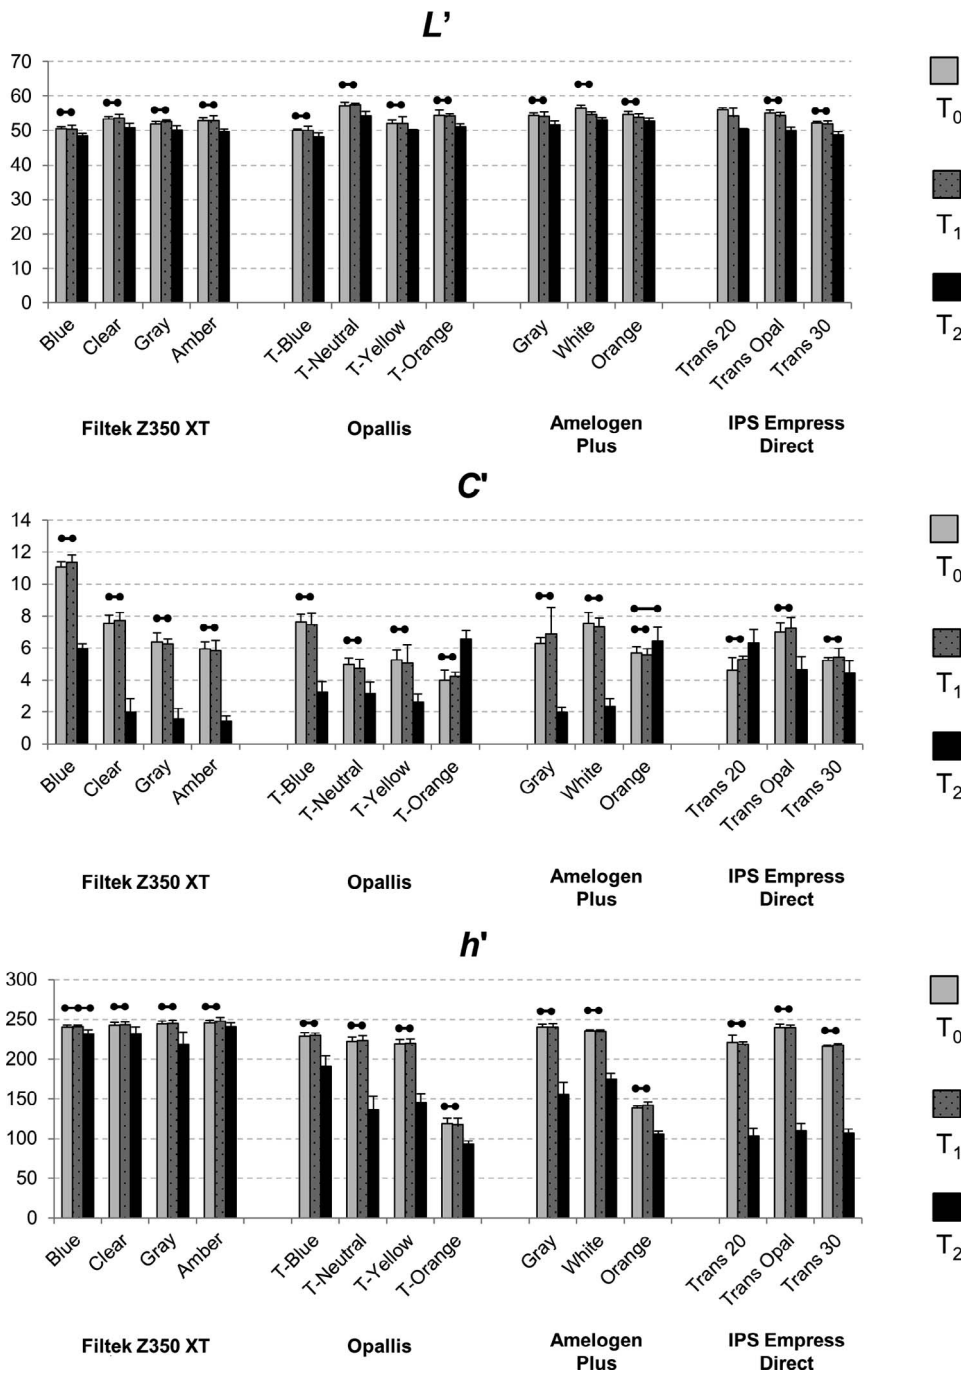 L’
70
60
50
40
30
20
10
0
Blue Clear Gray Amber T-Blue T-Neutral T-Yellow T-Orange Gray White Orange Trans 20 Trans Opal Trans 30
Filtek Z350 XT Opallis Amelogen Plus IPS Empress Direct
T0
T1
T2
C'
14
12
10
8
6
4
2
0
Blue Clear Gray Amber T-Blue T-Neutral T-Yellow T-Orange Gray White Orange Trans 20 Trans Opal Trans 30
Filtek Z350 XT Opallis Amelogen Plus IPS Empress Direct
T0
T1
T2
h'
300
250
200
150
100
50
0
Blue Clear Gray Amber T-Blue T-Neutral T-Yellow T-Orange Gray White Orange Trans 20 Trans Opal Trans 30
Filtek Z350 XT Opallis Amelogen Plus IPS Empress Direct
T0
T1
T2